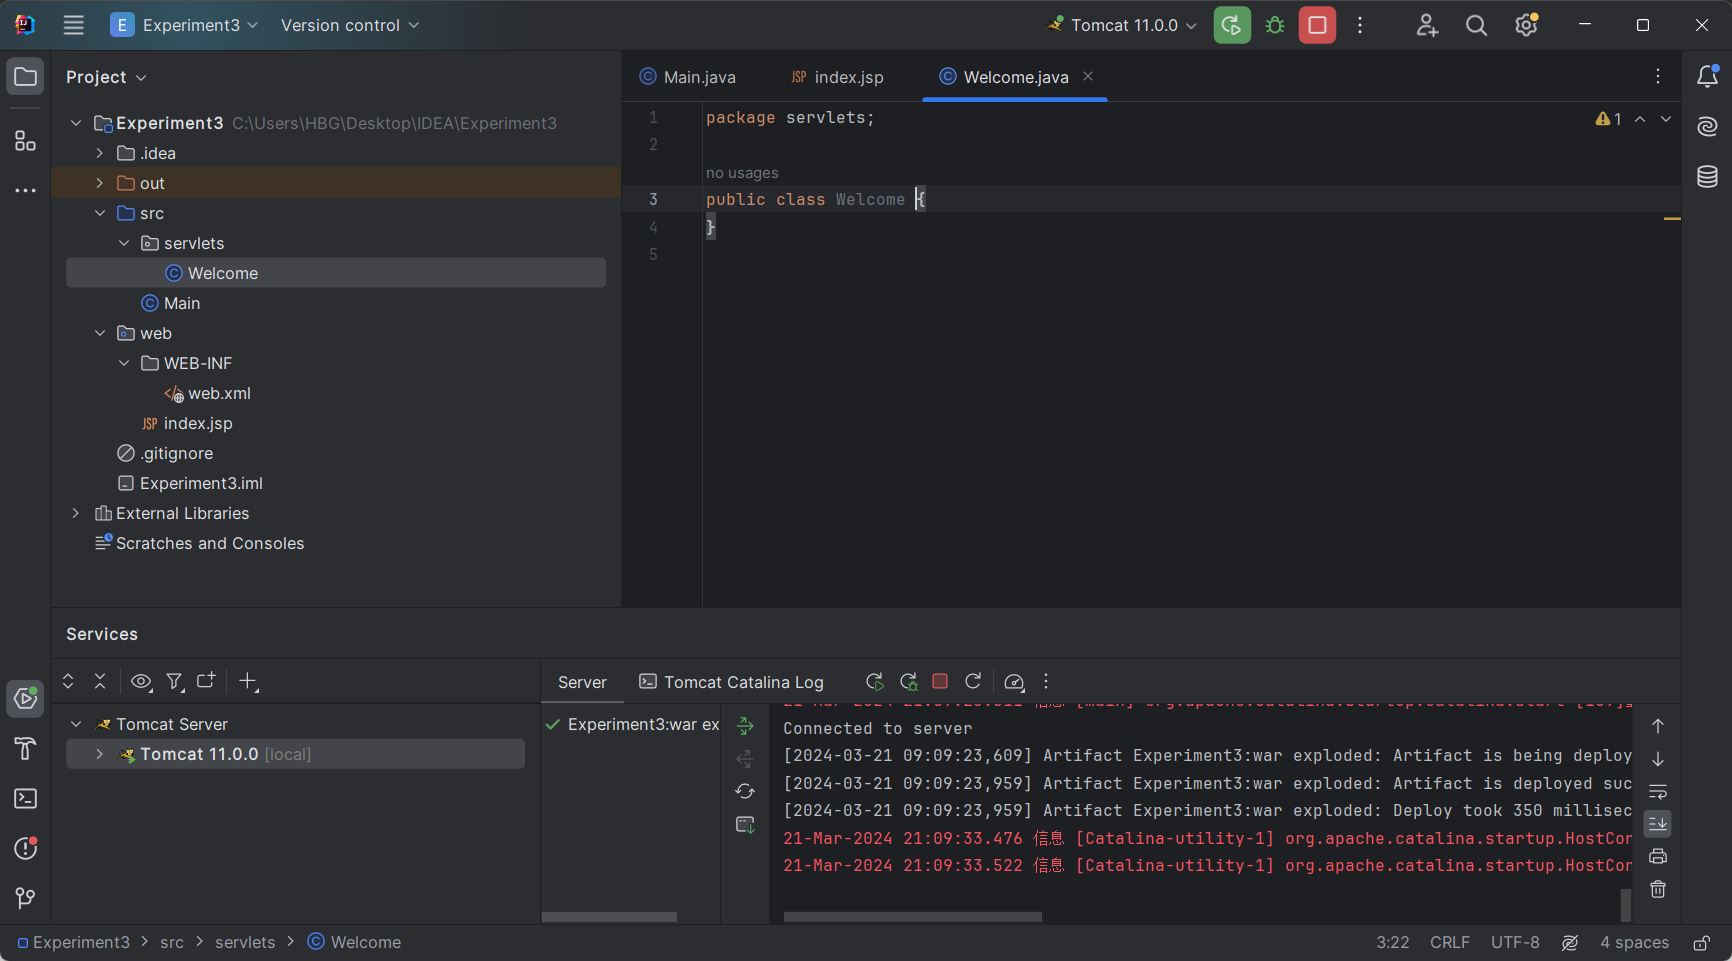 E Experiment3 Version control Tomcat 11.0.0
Project
Experiment3 C:\Users\HBG\Desktop\IDEA\Experiment3
.idea
out
src
servlets
Welcome
Main
web
WEB-INF
web.xml
JSP index.jsp
.gitignore
Experiment3.iml
External Libraries
Scratches and Consoles
Main.java JSP index.jsp Welcome.java
1 package servlets; 1
2
no usages
3 public class Welcome {
4 }
5
Services
Server Tomcat Catalina Log
Tomcat Server
Tomcat 11.0.0 [local]
Experiment3:war ex
Connected to server
[2024-03-21 09:09:23,609] Artifact Experiment3:war exploded: Artifact is being deploy
[2024-03-21 09:09:23,959] Artifact Experiment3:war exploded: Artifact is deployed suc
[2024-03-21 09:09:23,959] Artifact Experiment3:war exploded: Deploy took 350 millisec
21-Mar-2024 21:09:33.476 信息 [Catalina-utility-1] org.apache.catalina.startup.HostCon
21-Mar-2024 21:09:33.522 信息 [Catalina-utility-1] org.apache.catalina.startup.HostCon
Experiment3 > src > servlets > Welcome 3:22 CRLF UTF-8 4 spaces